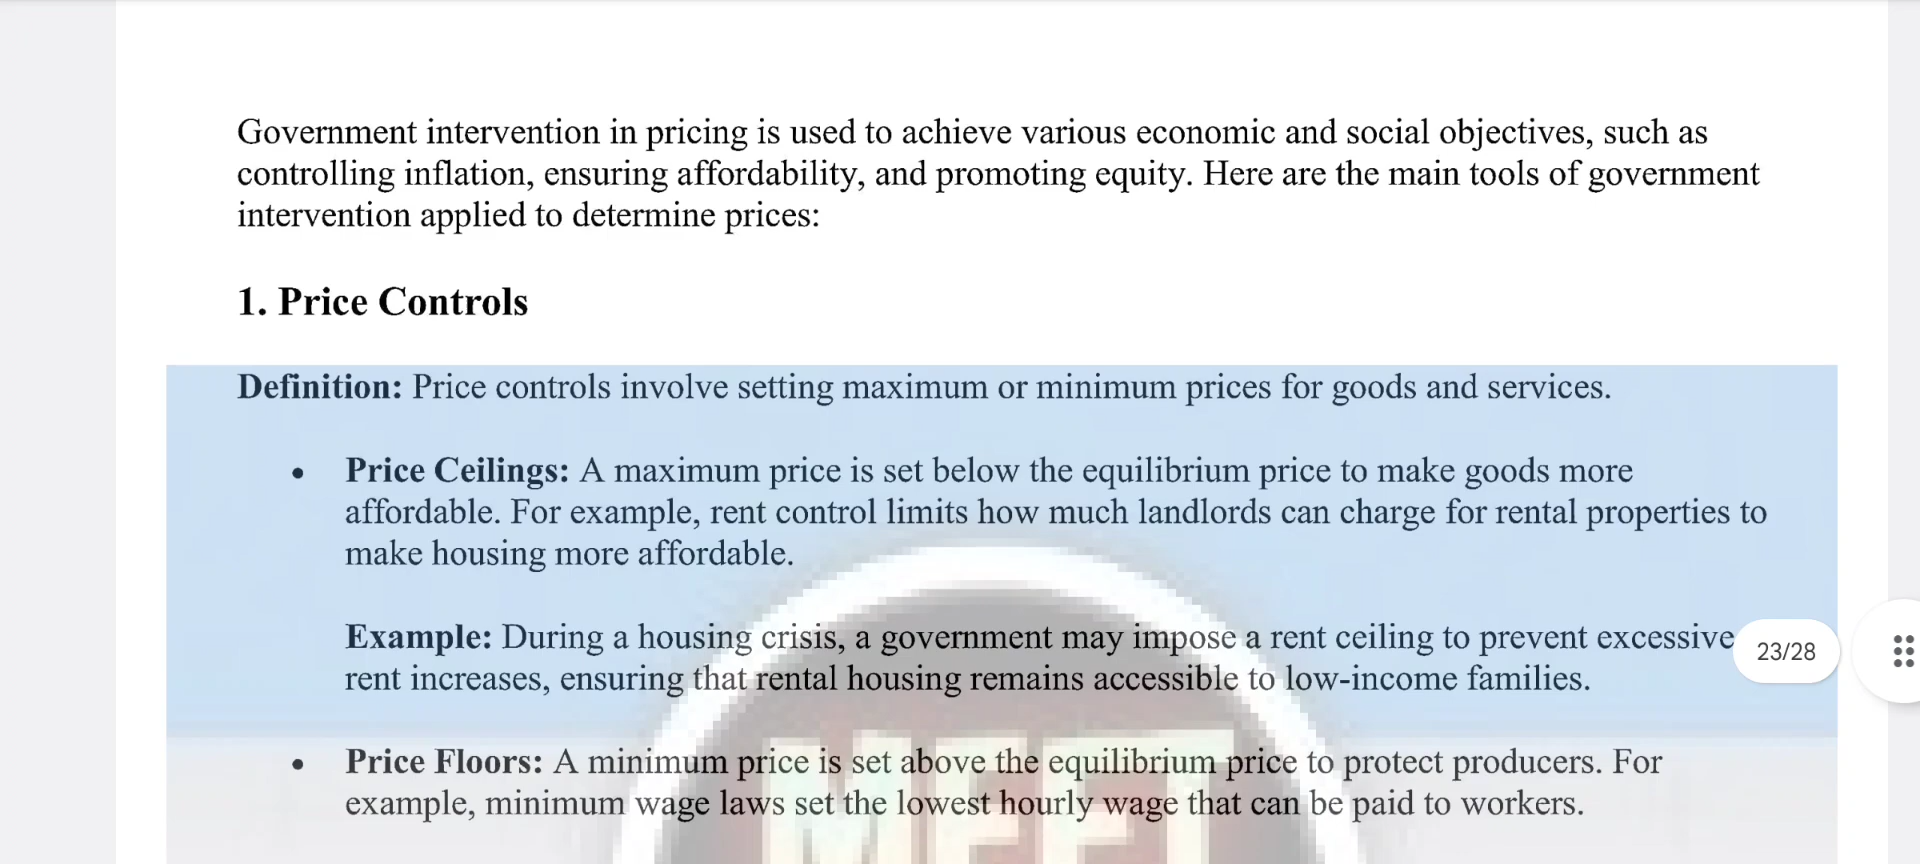 Government intervention in pricing is used to achieve various economic and social objectives, such as
controlling inflation, ensuring affordability, and promoting equity. Here are the main tools of government
intervention applied to determine prices:
1. Price Controls
Definition: Price controls involve setting maximum or minimum prices for goods and services.
• Price Ceilings: A maximum price is set below the equilibrium price to make goods more
affordable. For example, rent control limits how much landlords can charge for rental properties to
make housing more affordable.
Example: During a housing crisis, a government may impose a rent ceiling to prevent excessive
rent increases, ensuring that rental housing remains accessible to low-income families.
23/28
• Price Floors: A minimum price is set above the equilibrium price to protect producers. For
example, minimum wage laws set the lowest hourly wage that can be paid to workers.